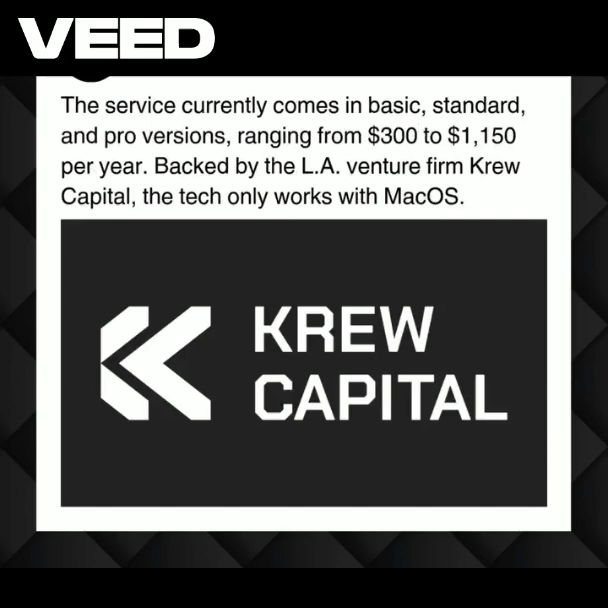 VEED
The service currently comes in basic, standard,
and pro versions, ranging from $300 to $1,150
per year. Backed by the L.A. venture firm Krew
Capital, the tech only works with MacOS.
KREW
CAPITAL